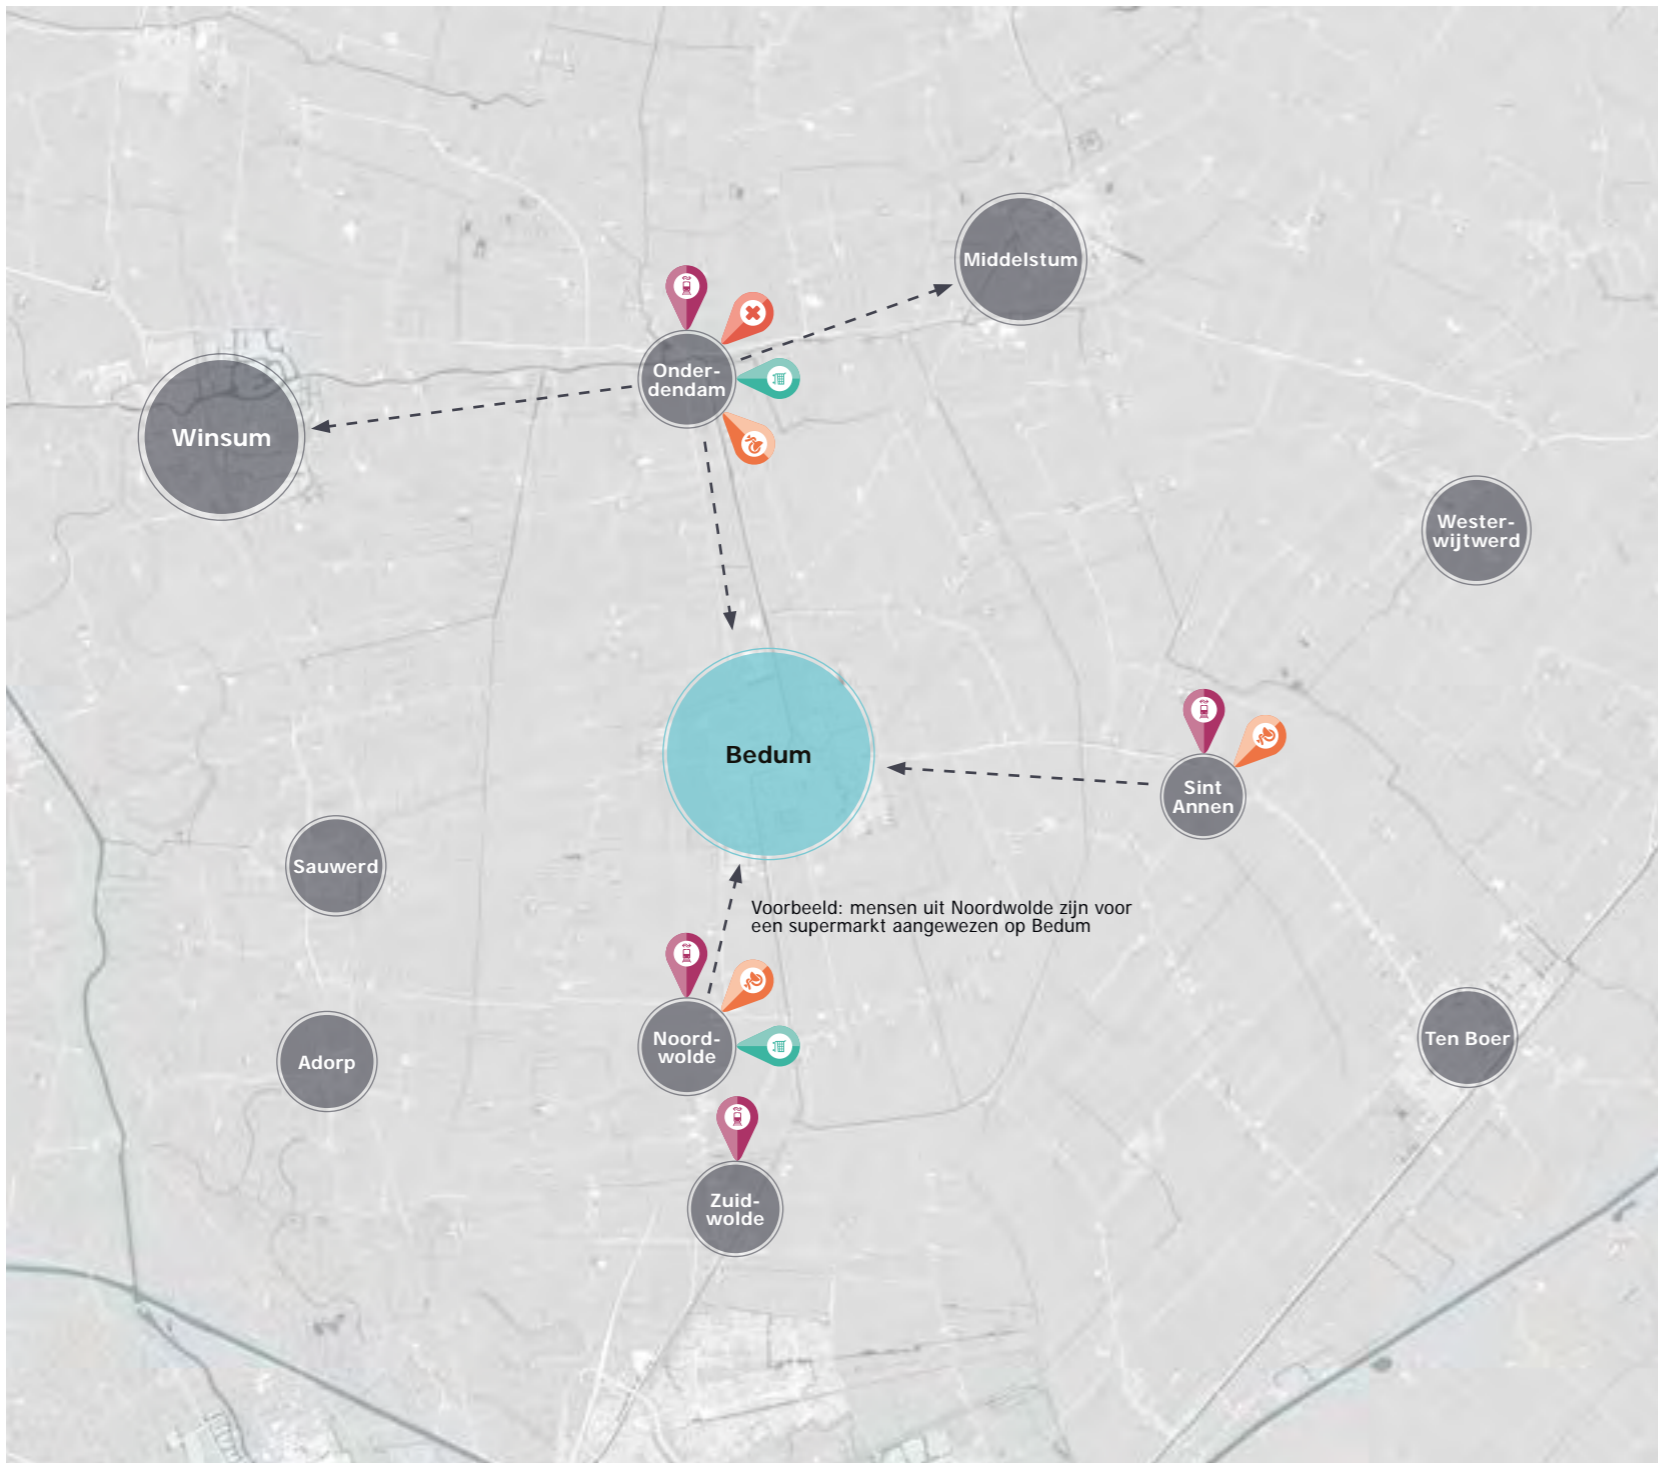 Middelstum
Onder-
dendam
Winsum
Wester-
wijtwerd
Bedum
Sint
Annen
Sauwerd
Voorbeeld: mensen uit Noordwolde zijn voor
een supermarkt aangewezen op Bedum
Noord-
wolde
Ten Boer
Adorp
Zuid-
wolde